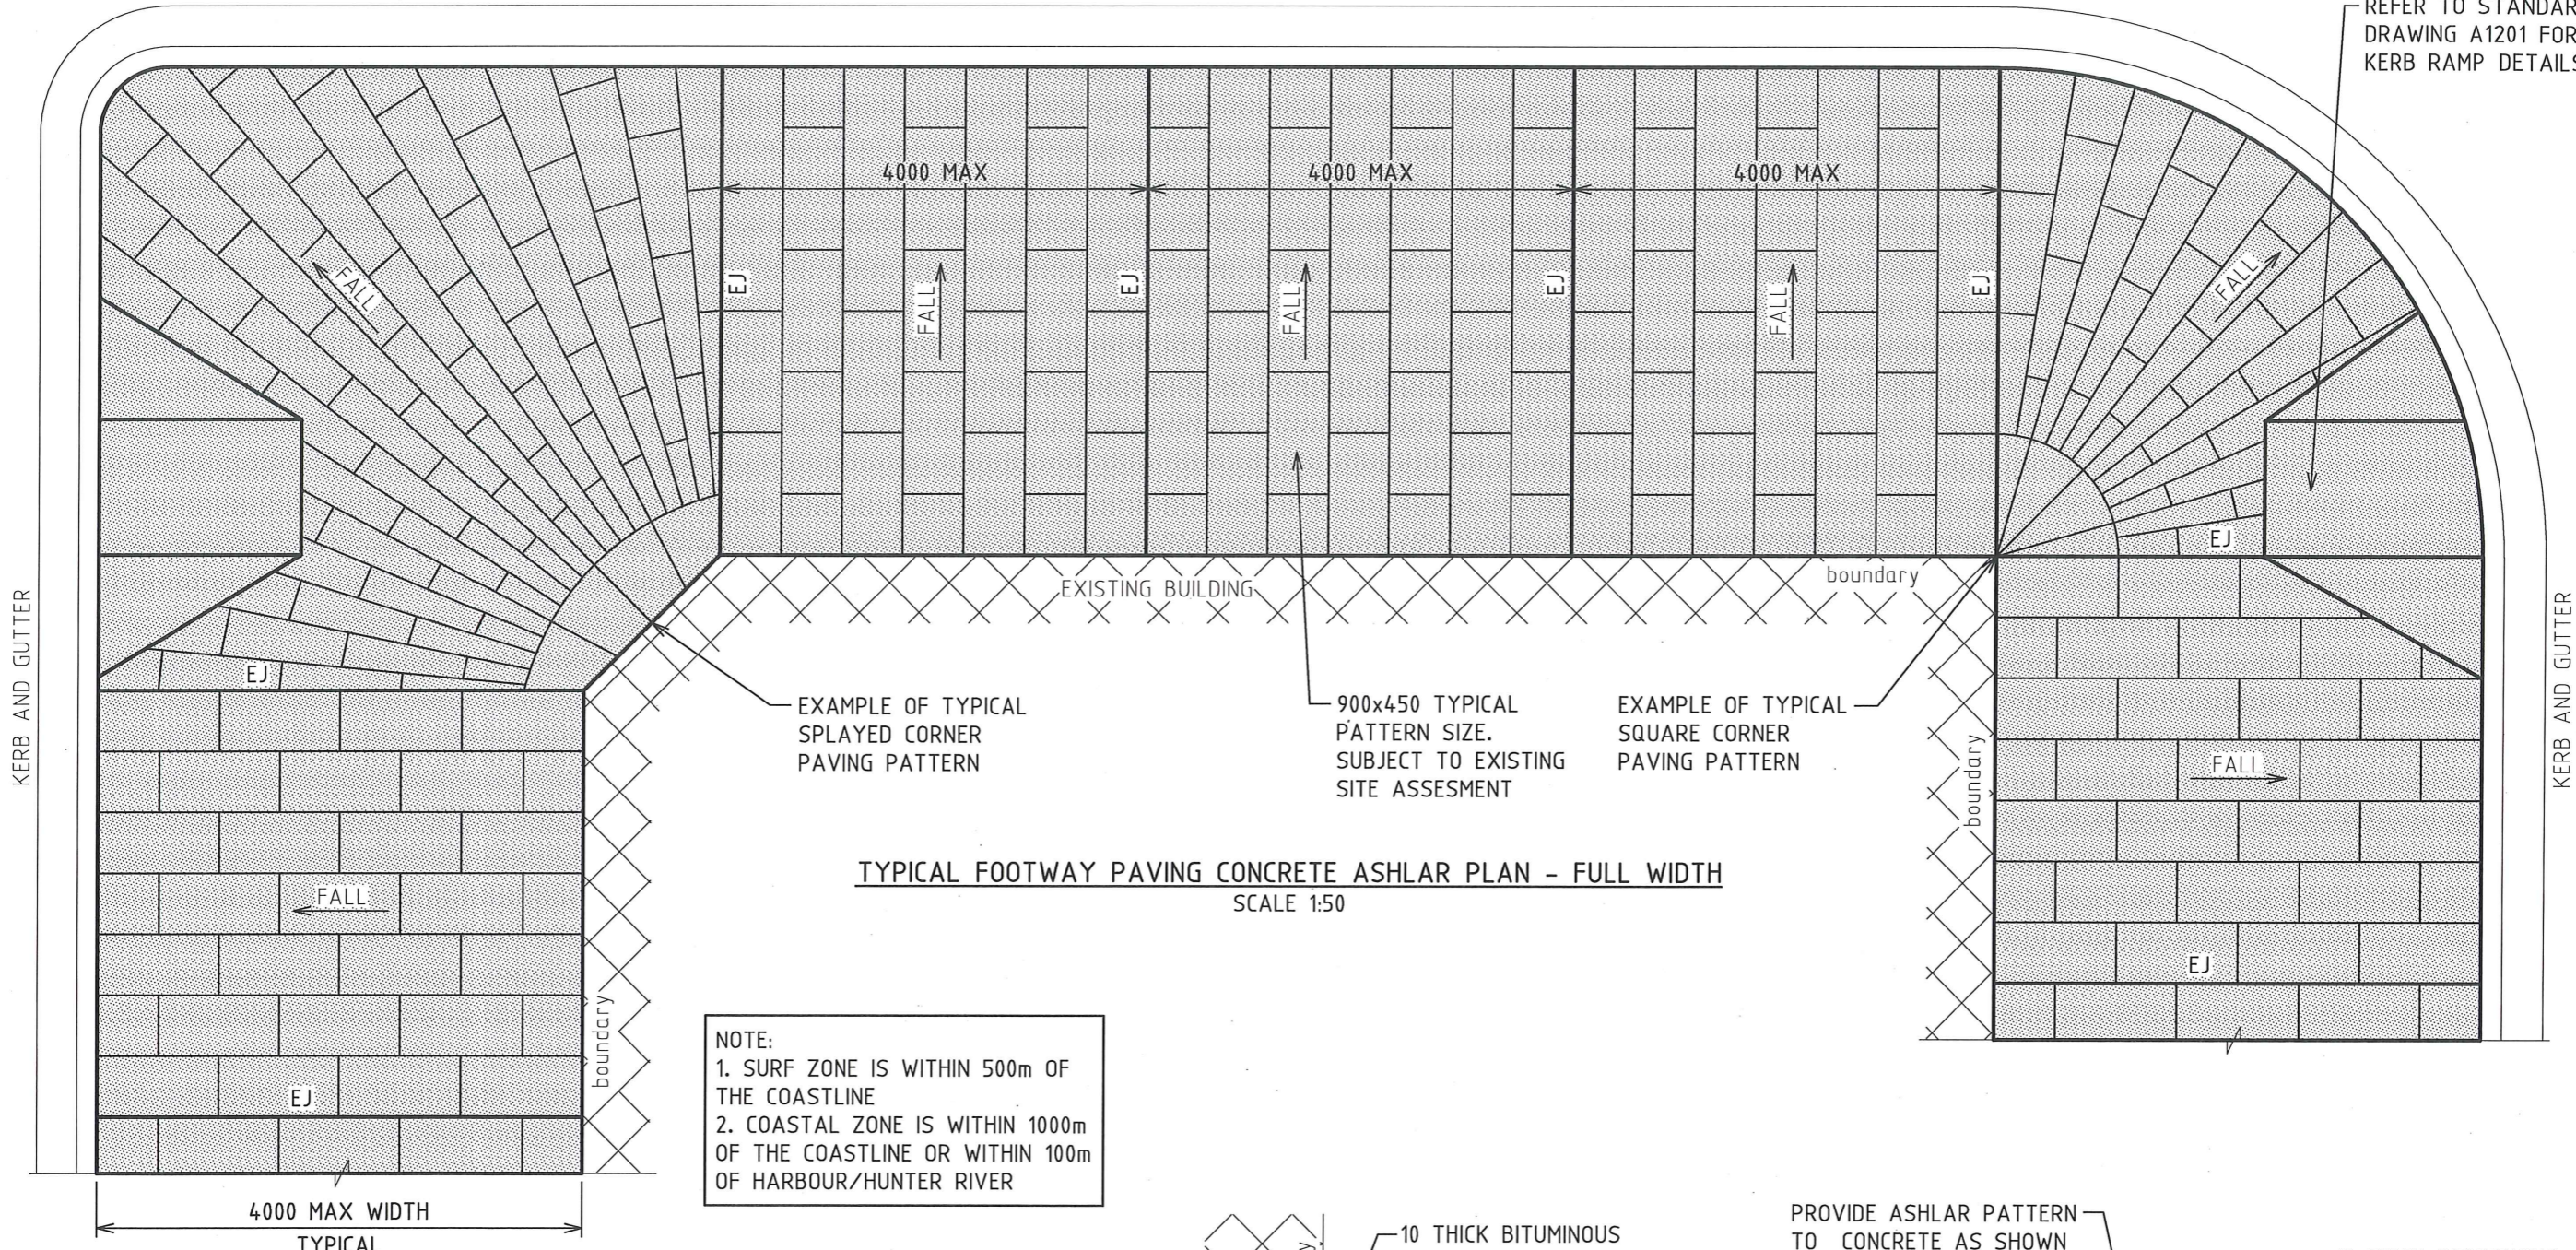 REFER TO STANDAR
DRAWING A1201 FOR
KERB RAMP DETAILS
4000 MAX
4000 MAX
4000 MAX
FALL
EJ
FALL
EJ
FALL
EJ
FALL
EJ
FALL
EJ
EXISTING BUILDING
boundary
KERB AND GUTTER
KERB AND GUTTER
EJ
EXAMPLE OF TYPICAL
SPLAYED CORNER
PAVING PATTERN
900x450 TYPICAL
PATTERN SIZE.
SUBJECT TO EXISTING
SITE ASSESMENT
EXAMPLE OF TYPICAL
SQUARE CORNER
PAVING PATTERN
boundary
FALL
TYPICAL FOOTWAY PAVING CONCRETE ASHLAR PLAN - FULL WIDTH
SCALE 1:50
FALL
EJ
boundary
NOTE:
1. SURF ZONE IS WITHIN 500m OF
THE COASTLINE
2. COASTAL ZONE IS WITHIN 1000m
OF THE COASTLINE OR WITHIN 100m
OF HARBOUR/HUNTER RIVER
EJ
4000 MAX WIDTH
TYPICAL
10 THICK BITUMINOUS
PROVIDE ASHLAR PATTERN
TO CONCRETE AS SHOWN